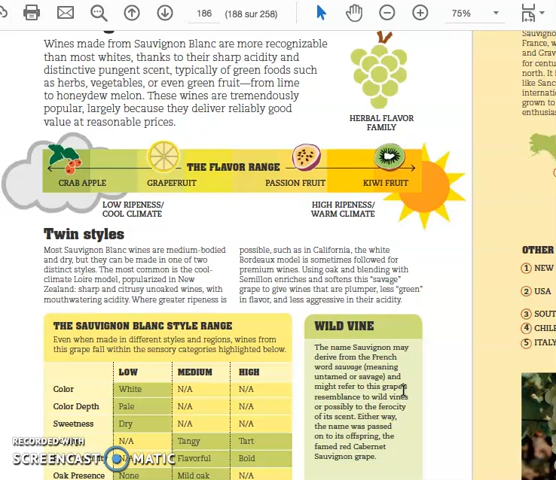 186 (188 sur 258)
75%
Wines made from Sauvignon Blanc are more recognizable
than most whites, thanks to their sharp acidity and
distinctive pungent scent, typically of green foods such
as herbs, vegetables, or even green fruit—from lime
to honeydew melon. These wines are tremendously
popular, largely because they deliver reliably good
value at reasonable prices.
HERBAL FLAVOR
FAMILY
THE FLAVOR RANGE
CRAB APPLE GRAPEFRUIT PASSION FRUIT KIWI FRUIT
LOW RIPENESS/
COOL CLIMATE
HIGH RIPENESS/
WARM CLIMATE
Twin styles
Most Sauvignon Blanc wines are medium-bodied
and dry, but they can be made in one of two
distinct styles. The most common is the cool-
climate Loire model, popularized in New
Zealand: sharp and citrusy unoaked wines, with
mouthwatering acidity. Where greater ripeness is
possible, such as in California, the white
Bordeaux model is sometimes followed for
premium wines. Using oak and blending with
Semillon enriches and softens this "savage"
grape to give wines that are plumper, less "green"
in flavor, and less aggressive in their acidity.
THE SAUVIGNON BLANC STYLE RANGE
Even when made in different styles and regions, wines from
this grape fall within the sensory categories highlighted below.
LOW MEDIUM HIGH
Color White N/A N/A
Color Depth Pale N/A N/A
Sweetness Dry N/A N/A
N/A Tangy Tart
Flavorful Bold
Oak Presence None Mild oak N/A
WILD VINE
The name Sauvignon may
derive from the French
word sauvage (meaning
untamed or savage) and
might refer to this grape's
resemblance to wild vines
or possibly to the ferocity
of its scent. Either way,
the name was passed
on to its offspring, the
famed red Cabernet
Sauvignon grape.
Sauvigno
France, w
and Grav
for centu
north. It i
like Sanc
internatio
grown to
enthusias
OTHER
1 NEW
2 USA
3 SOUT
4 CHIL
5 ITALY
RECORDED WITH
SCREENCAST MATIC